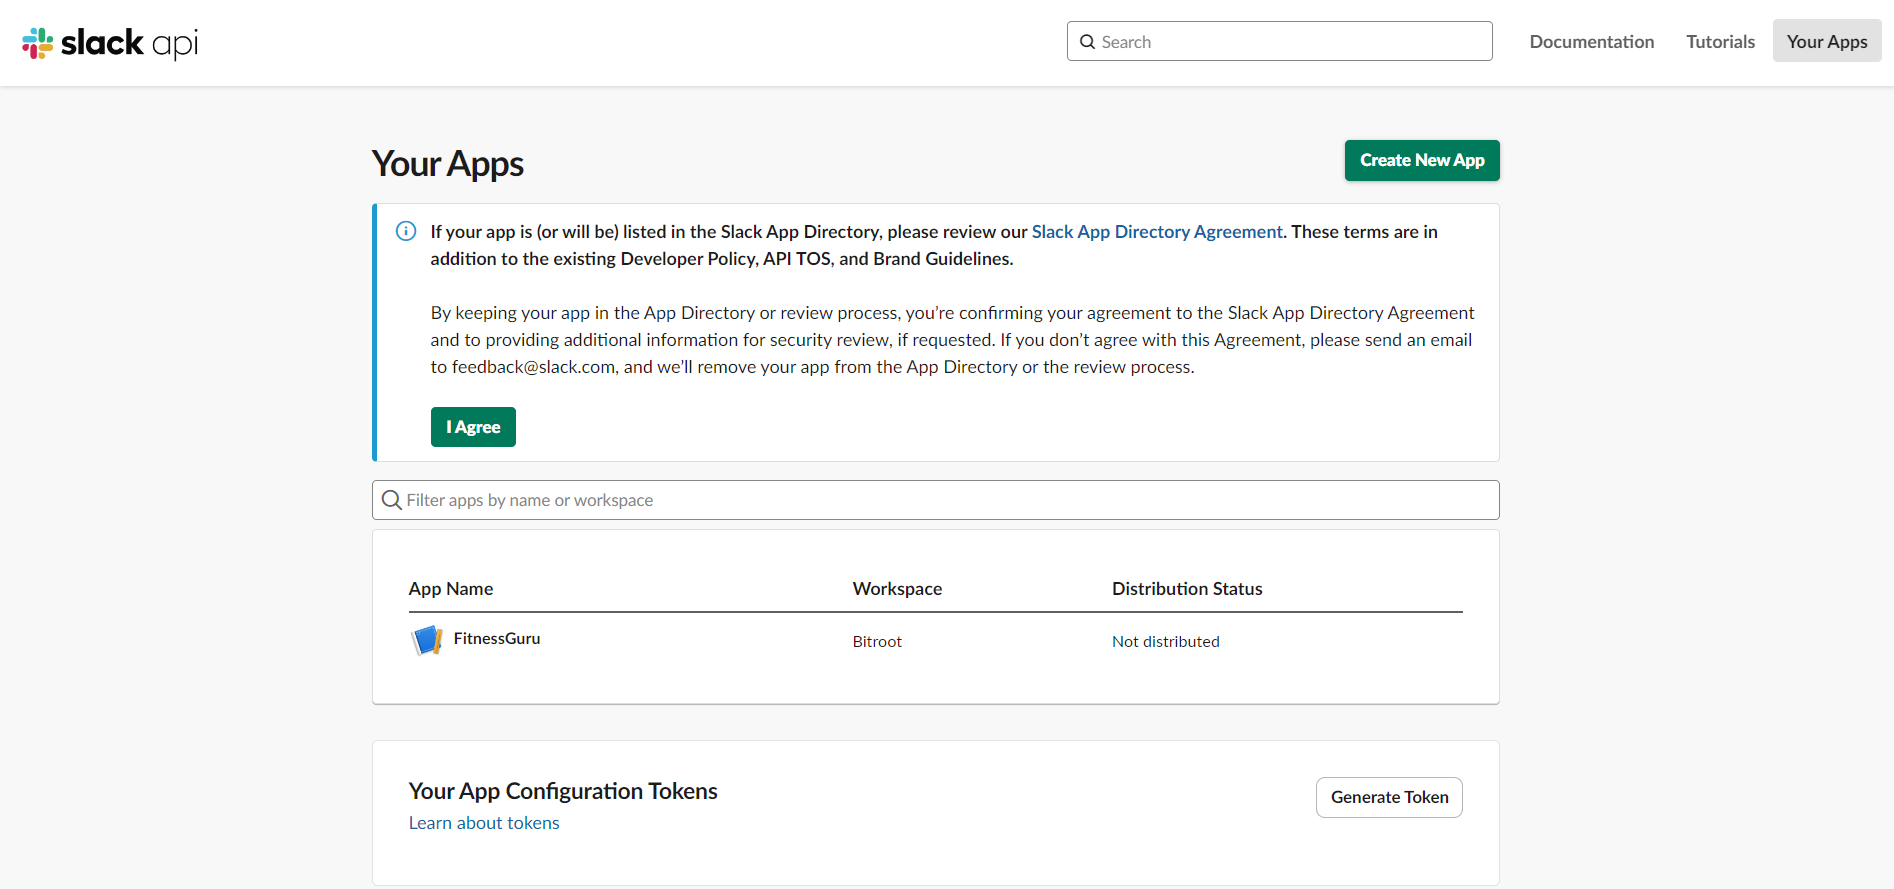 slack api
Search
Documentation
Tutorials
Your Apps
Your Apps
Create New App
If your app is (or will be) listed in the Slack App Directory, please review our Slack App Directory Agreement. These terms are in
addition to the existing Developer Policy, API TOS, and Brand Guidelines.
By keeping your app in the App Directory or review process, you’re confirming your agreement to the Slack App Directory Agreement
and to providing additional information for security review, if requested. If you don’t agree with this Agreement, please send an email
to feedback@slack.com, and we’ll remove your app from the App Directory or the review process.
I Agree
Filter apps by name or workspace
App Name
Workspace
Distribution Status
FitnessGuru
Bitroot
Not distributed
Your App Configuration Tokens
Generate Token
Learn about tokens